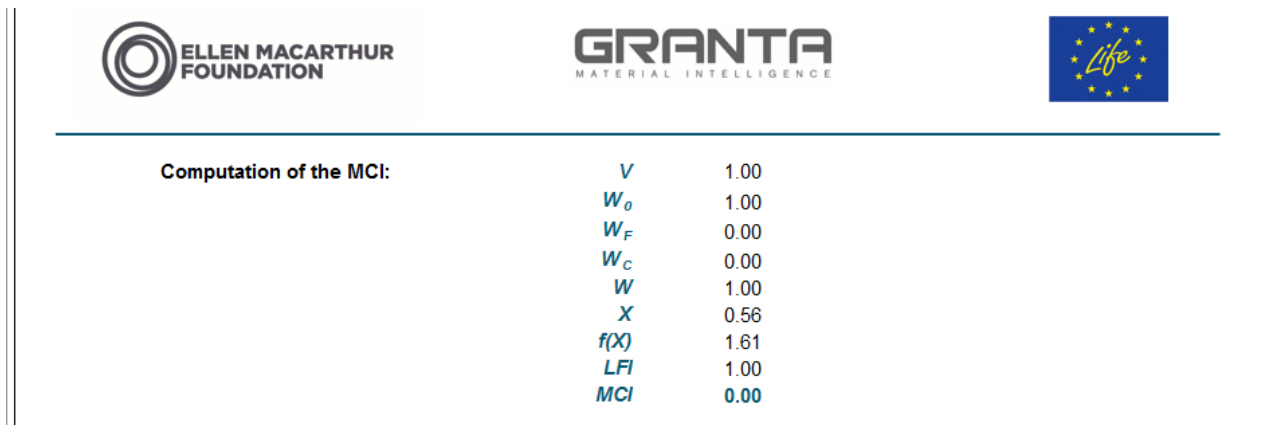 ELLEN MACARTHUR
FOUNDATION
GRANTA
MATERIAL INTELLIGENCE
Life
Computation of the MCI:
V 1.00
W0 1.00
WF 0.00
WC 0.00
W 1.00
X 0.56
f(X) 1.61
LFI 1.00
MCI 0.00